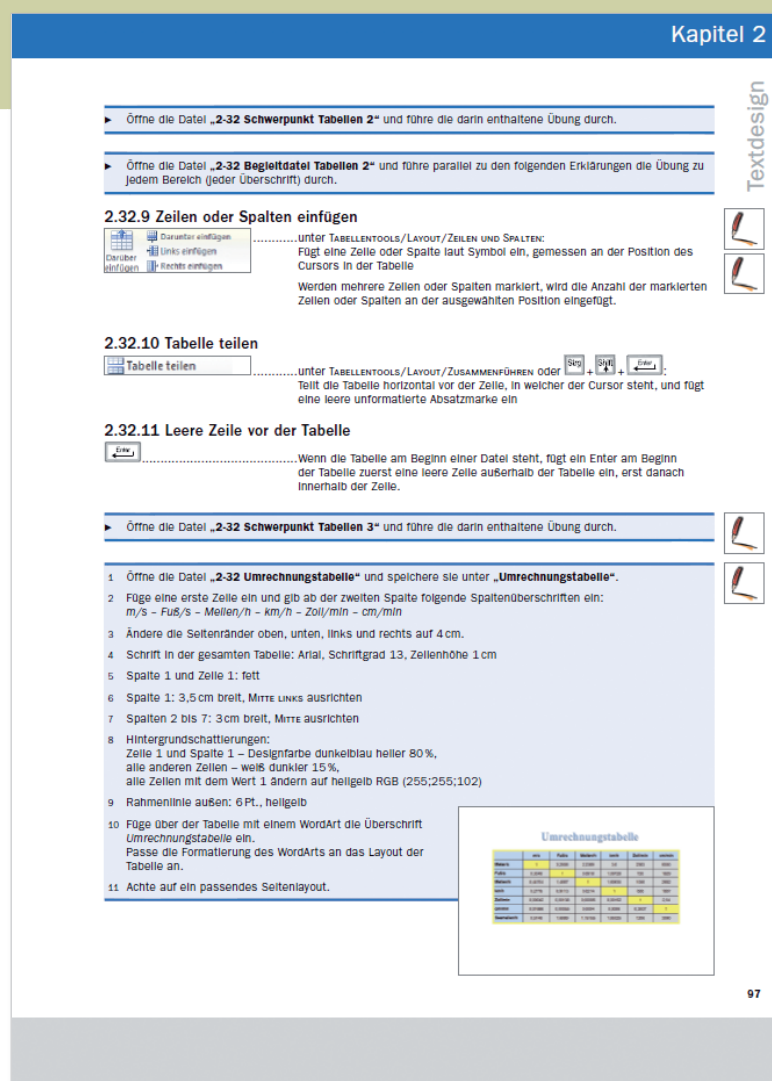 Kapitel 2
Textdesign
► Öffne die Datei „2-32 Schwerpunkt Tabellen 2“ und führe die darin enthaltene Übung durch.
► Öffne die Datei „2-32 Begleitdatei Tabellen 2“ und führe parallel zu den folgenden Erklärungen die Übung zu
jedem Bereich (jeder Überschrift) durch.
2.32.9 Zeilen oder Spalten einfügen
Darüber einfügen
Darunter einfügen
Links einfügen
Rechts einfügen
............unter TABELLENTOOLS/LAYOUT/ZEILEN UND SPALTEN:
Fügt eine Zeile oder Spalte laut Symbol ein, gemessen an der Position des
Cursors in der Tabelle
Werden mehrere Zeilen oder Spalten markiert, wird die Anzahl der markierten
Zeilen oder Spalten an der ausgewählten Position eingefügt.
2.32.10 Tabelle teilen
Tabelle teilen ............unter TABELLENTOOLS/LAYOUT/ZUSAMMENFÜHREN oder Strg + Shift + Enter:
Teilt die Tabelle horizontal vor der Zeile, in welcher der Cursor steht, und fügt
eine leere unformatierte Absatzmarke ein
2.32.11 Leere Zeile vor der Tabelle
Enter ..........................................Wenn die Tabelle am Beginn einer Datei steht, fügt ein Enter am Beginn
der Tabelle zuerst eine leere Zeile außerhalb der Tabelle ein, erst danach
innerhalb der Zeile.
► Öffne die Datei „2-32 Schwerpunkt Tabellen 3“ und führe die darin enthaltene Übung durch.
1 Öffne die Datei „2-32 Umrechnungstabelle“ und speichere sie unter „Umrechnungstabelle“.
2 Füge eine erste Zeile ein und gib ab der zweiten Spalte folgende Spaltenüberschriften ein:
m/s – Fuß/s – Meilen/h – km/h – Zoll/min – cm/min
3 Ändere die Seitenränder oben, unten, links und rechts auf 4 cm.
4 Schrift in der gesamten Tabelle: Arial, Schriftgrad 13, Zeilenhöhe 1 cm
5 Spalte 1 und Zeile 1: fett
6 Spalte 1: 3,5 cm breit, MITTE LINKS ausrichten
7 Spalten 2 bis 7: 3 cm breit, MITTE ausrichten
8 Hintergrundschattierungen:
Zeile 1 und Spalte 1 – Designfarbe dunkelblau heller 80 %,
alle anderen Zellen – weiß dunkler 15 %,
alle Zellen mit dem Wert 1 ändern auf hellgelb RGB (255;255;102)
9 Rahmenlinie außen: 6 Pt., hellgelb
10 Füge über der Tabelle mit einem WordArt die Überschrift
Umrechnungstabelle ein.
Passe die Formatierung des WordArts an das Layout der
Tabelle an.
11 Achte auf ein passendes Seitenlayout.
Umrechnungstabelle
97